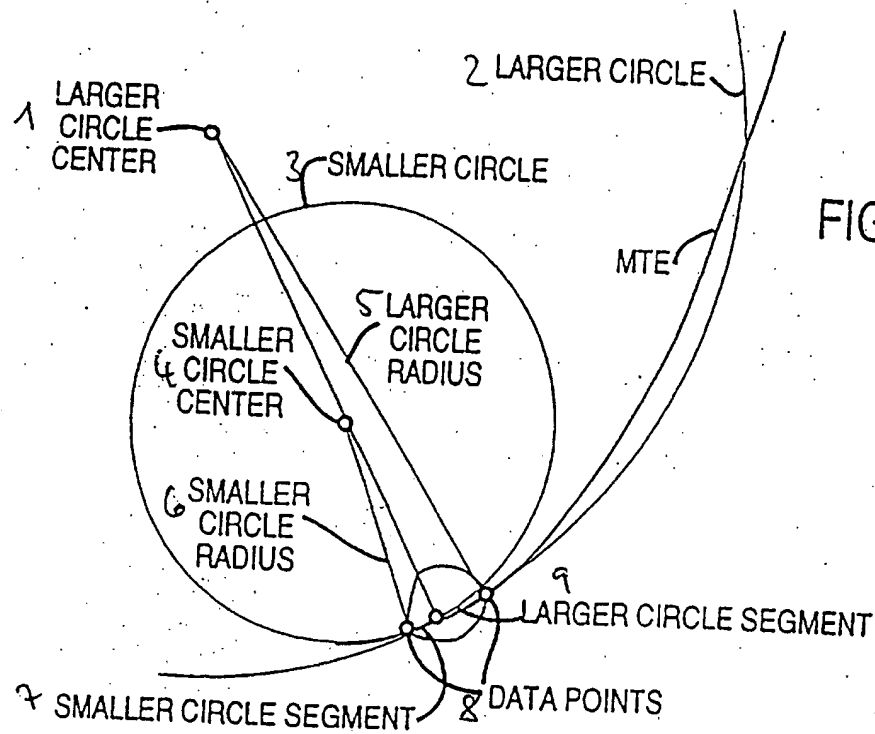 2 LARGER CIRCLE
1 LARGER
CIRCLE
CENTER
3 SMALLER CIRCLE
FIG
MTE
5 LARGER
CIRCLE
RADIUS
SMALLER
4 CIRCLE
CENTER
6 SMALLER
CIRCLE
RADIUS
9
LARGER CIRCLE SEGMENT
8 DATA POINTS
7 SMALLER CIRCLE SEGMENT